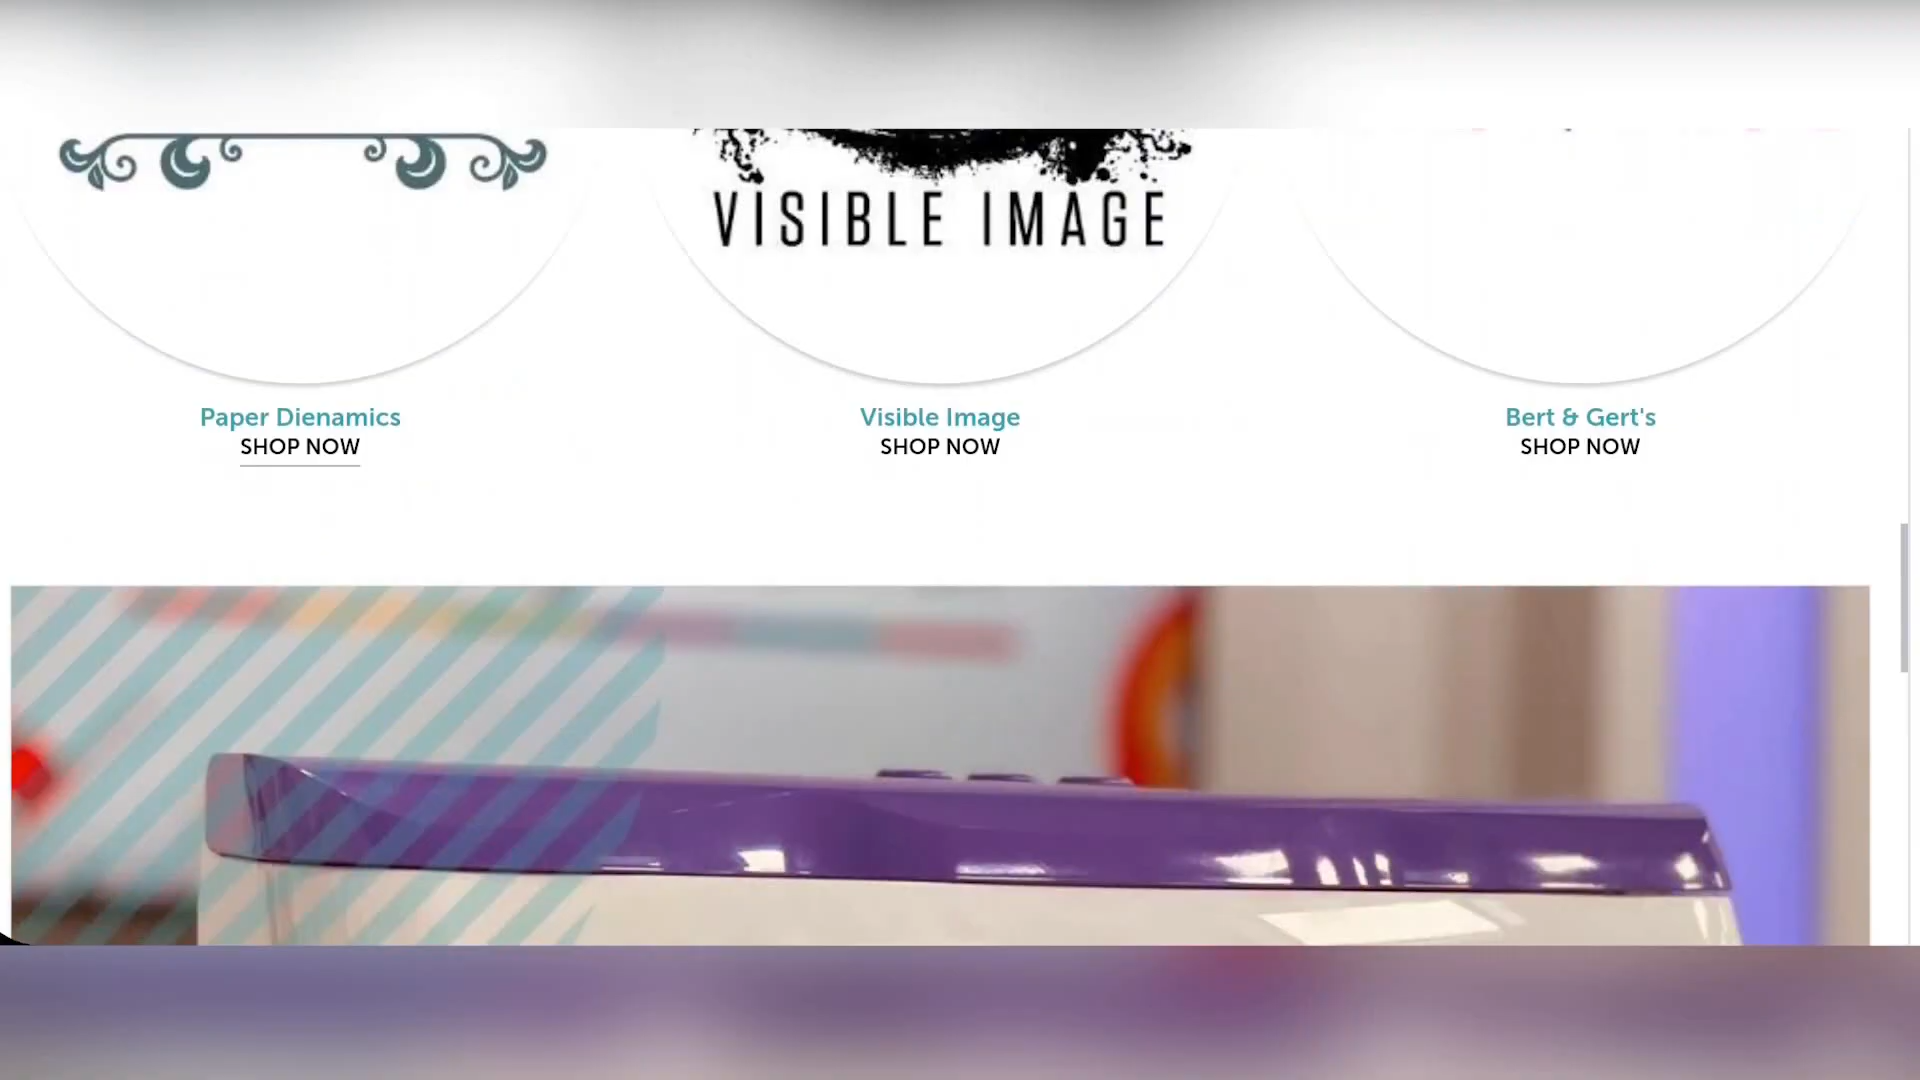 VISIBLE IMAGE
Paper Dienamics
SHOP NOW
Visible Image
SHOP NOW
Bert & Gert's
SHOP NOW